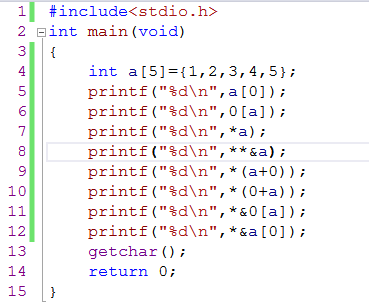 1 #include<stdio.h>
2 int main(void)
3 {
4 int a[5]={1,2,3,4,5};
5 printf("%d\n",a[0]);
6 printf("%d\n",0[a]);
7 printf("%d\n",*a);
8 printf("%d\n",**&a);
9 printf("%d\n",*(a+0));
10 printf("%d\n",*(0+a));
11 printf("%d\n",*&0[a]);
12 printf("%d\n",*&a[0]);
13 getchar();
14 return 0;
15 }